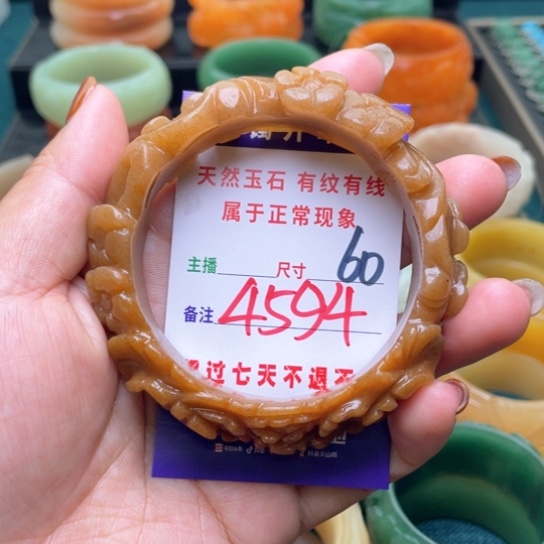 天然玉石 有纹有线
属于正常现象
主播 尺寸 60
备注 4594
过七天不退